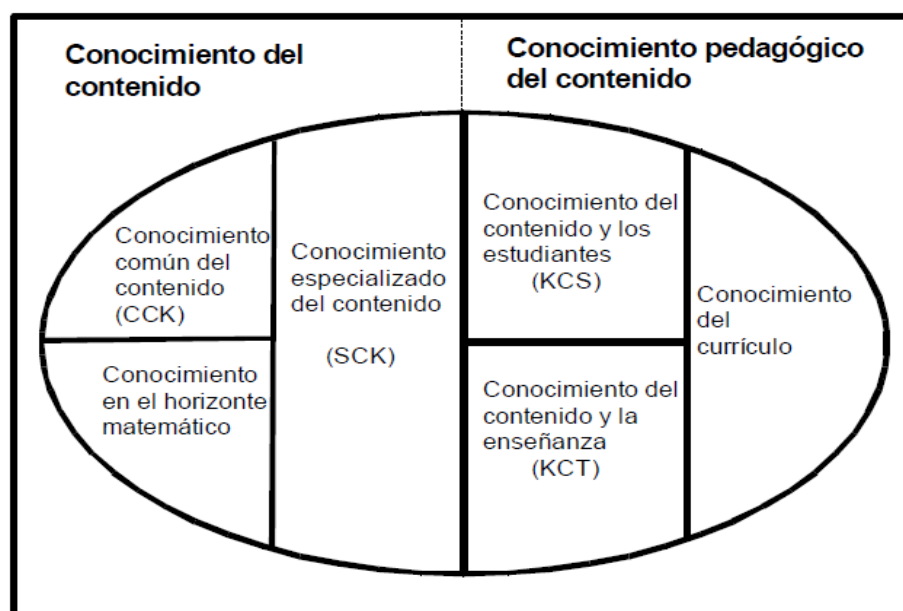 Conocimiento del
contenido
Conocimiento pedagógico
del contenido
Conocimiento
común del
contenido
(CCK)
Conocimiento
en el horizonte
matemático
Conocimiento
especializado
del contenido
(SCK)
Conocimiento del
contenido y los
estudiantes
(KCS)
Conocimiento del
contenido y la
enseñanza
(KCT)
Conocimiento
del
currículo